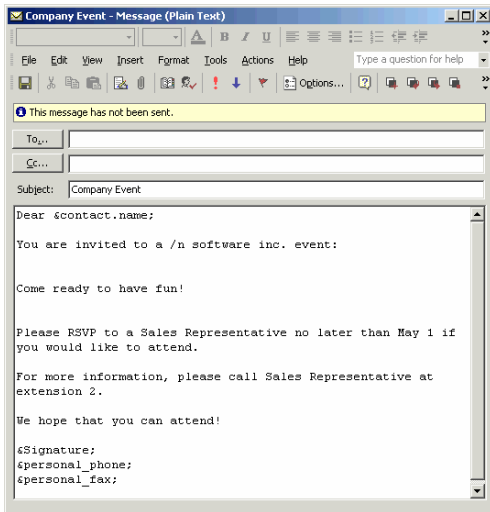 Company Event - Message (Plain Text)
A B I U
File Edit View Insert Format Tools Actions Help Type a question for help
Options...
This message has not been sent.
To...
Cc...
Subject: Company Event
Dear &contact.name;
You are invited to a /n software inc. event:
Come ready to have fun!
Please RSVP to a Sales Representative no later than May 1 if
you would like to attend.
For more information, please call Sales Representative at
extension 2.
We hope that you can attend!
&Signature;
&personal_phone;
&personal_fax;